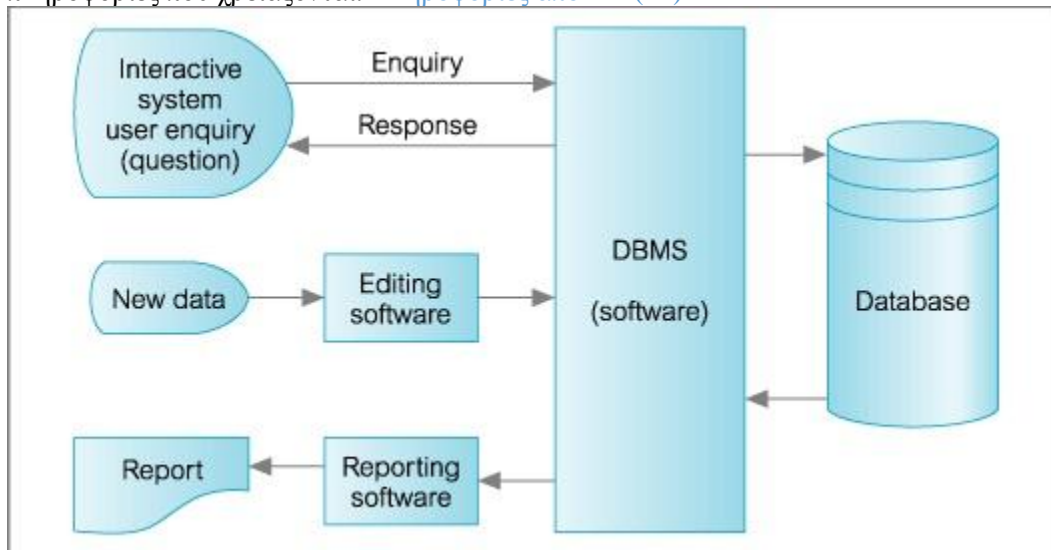 Interactive
system
user enquiry
(question)
Enquiry
Response
New data
Editing
software
DBMS
(software)
Database
Report
Reporting
software